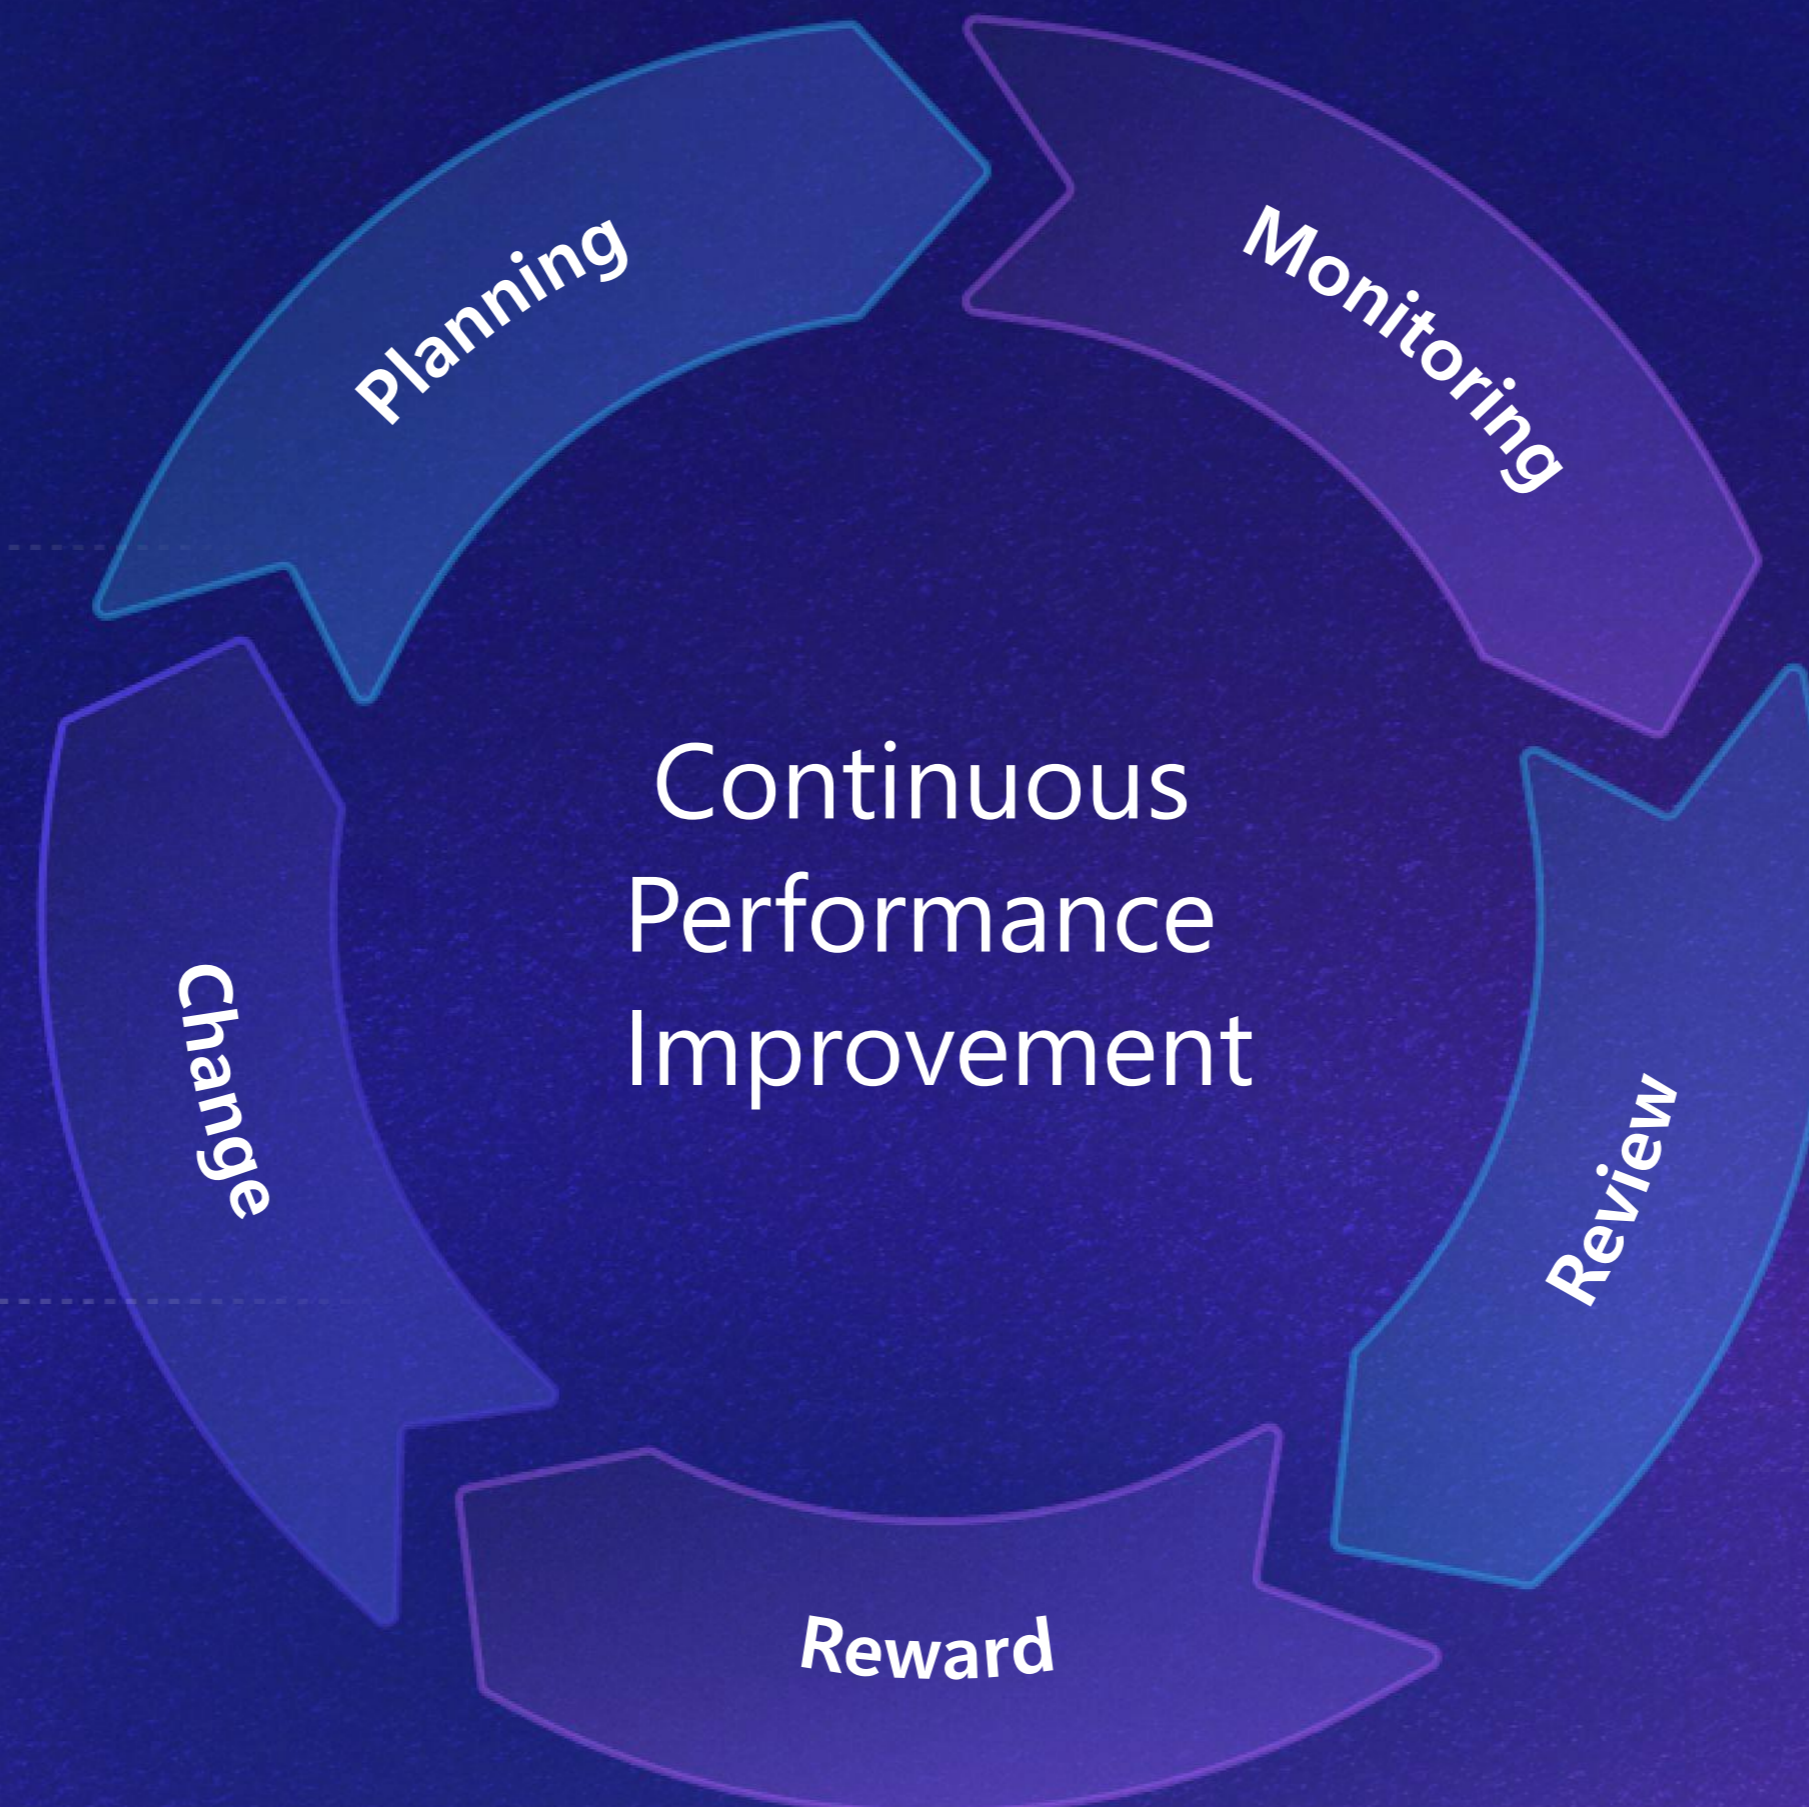 Planning
Monitoring
Continuous
Performance
Improvement
Change
Review
Reward